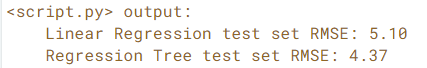 <script.py> output:
Linear Regression test set RMSE: 5.10
Regression Tree test set RMSE: 4.37